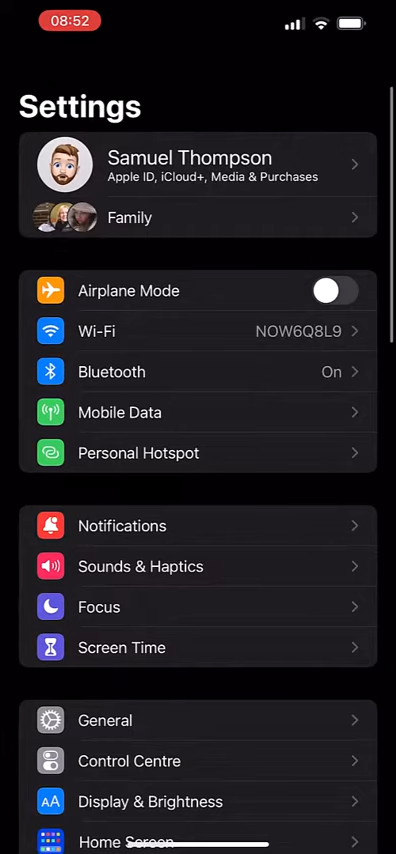 08:52
Settings
Samuel Thompson
Apple ID, iCloud+, Media & Purchases
Family
Airplane Mode
Wi-Fi NOW6Q8L9
Bluetooth On
Mobile Data
Personal Hotspot
Notifications
Sounds & Haptics
Focus
Screen Time
General
Control Centre
AA Display & Brightness
Home Screen